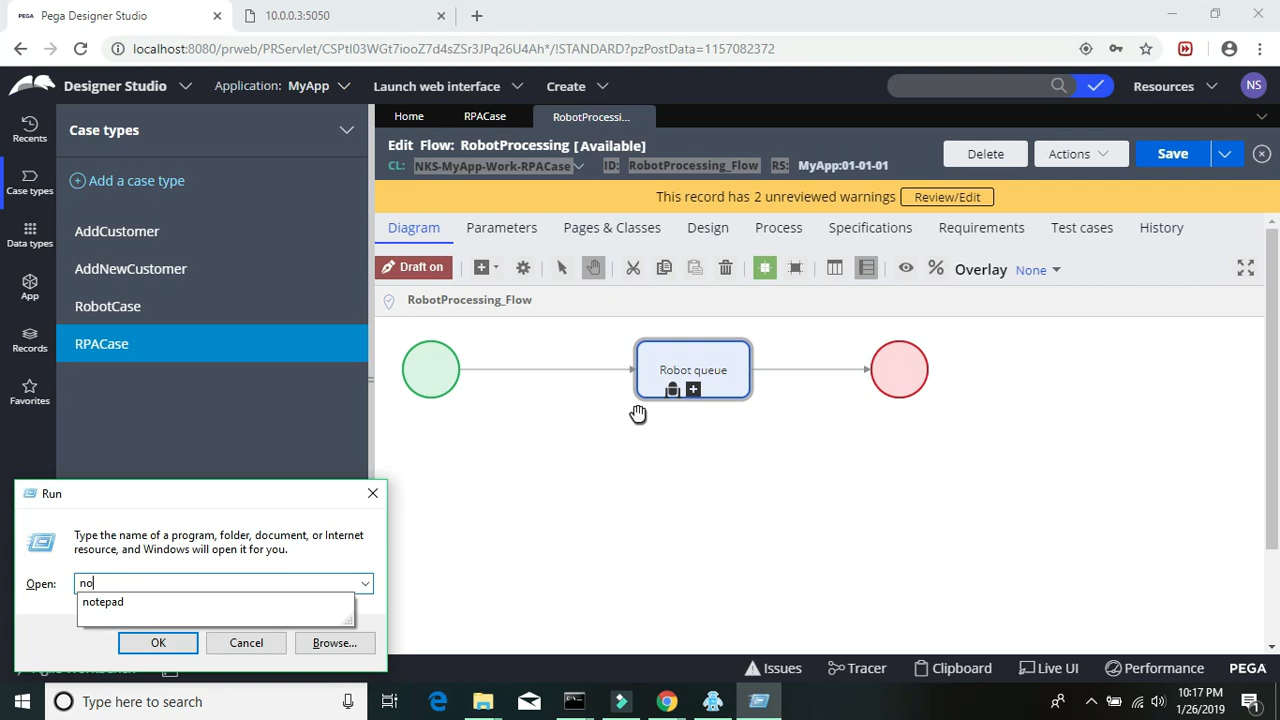 PEGA Pega Designer Studio
10.0.0.3:5050
localhost:8080/prweb/PRServlet/CSPtI03WGt7iooZ7d4sZSr3JPq26U4Ah*/!STANDARD?pzPostData=1157082372
Designer Studio
Application: MyApp
Launch web interface
Create
Resources
NS
Recents
Case types
Data types
App
Records
Favorites
Case types
Add a case type
AddCustomer
AddNewCustomer
RobotCase
RPACase
Home
RPACase
RobotProcessi...
Edit Flow: RobotProcessing [Available]
CL: NKS-MyApp-Work-RPACase ID: RobotProcessing_Flow RS: MyApp:01-01-01
Delete
Actions
Save
This record has 2 unreviewed warnings Review/Edit
Diagram Parameters Pages & Classes Design Process Specifications Requirements Test cases History
Draft on
Overlay None
RobotProcessing_Flow
Robot queue
Run
Type the name of a program, folder, document, or Internet
resource, and Windows will open it for you.
Open: no
notepad
OK Cancel Browse...
Issues Tracer Clipboard Live UI Performance PEGA
Type here to search
10:17 PM
1/26/2019
1